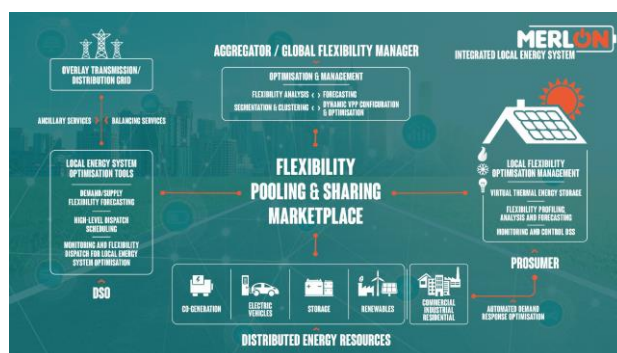 MERLON
INTEGRATED LOCAL ENERGY SYSTEM
AGGREGATOR / GLOBAL FLEXIBILITY MANAGER
OPTIMISATION & MANAGEMENT
FLEXIBILITY ANALYSIS < > FORECASTING
SEGMENTATION & CLUSTERING < > DYNAMIC VPP CONFIGURATION
& OPTIMISATION
OVERLAY TRANSMISSION/
DISTRIBUTION GRID
ANCILLARY SERVICES
BALANCING SERVICES
LOCAL ENERGY SYSTEM
OPTIMISATION TOOLS
DEMAND/SUPPLY
FLEXIBILITY FORECASTING
HIGH-LEVEL DISPATCH
SCHEDULING
MONITORING AND FLEXIBILITY
DISPATCH FOR LOCAL ENERGY
SYSTEM OPTIMISATION
DSO
FLEXIBILITY
POOLING & SHARING
MARKETPLACE
LOCAL FLEXIBILITY
OPTIMISATION MANAGEMENT
VIRTUAL THERMAL ENERGY STORAGE
FLEXIBILITY PROFILING,
ANALYSIS AND FORECASTING
MONITORING AND CONTROL DSS
PROSUMER
AUTOMATED DEMAND
RESPONSE OPTIMISATION
CO-GENERATION
ELECTRIC
VEHICLES
STORAGE
RENEWABLES
COMMERCIAL
INDUSTRIAL
RESIDENTIAL
DISTRIBUTED ENERGY RESOURCES